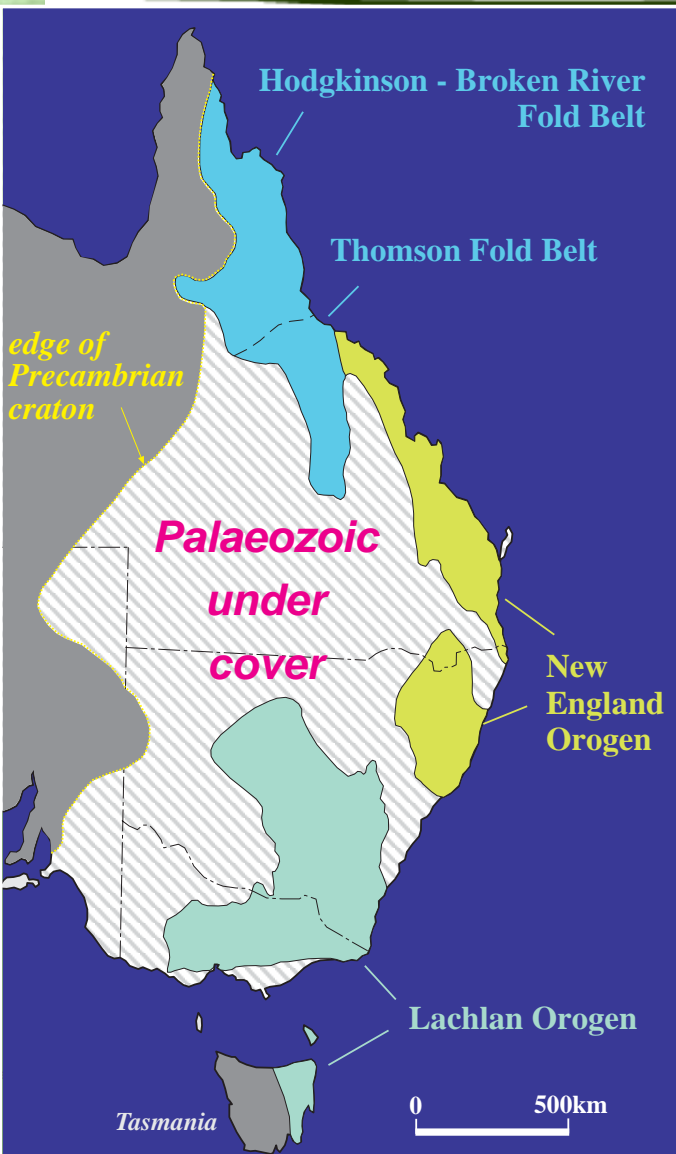 Hodgkinson - Broken River
Fold Belt
Thomson Fold Belt
edge of
Precambrian
craton
Palaeozoic
under
cover
New
England
Orogen
Lachlan Orogen
Tasmania
0 500km